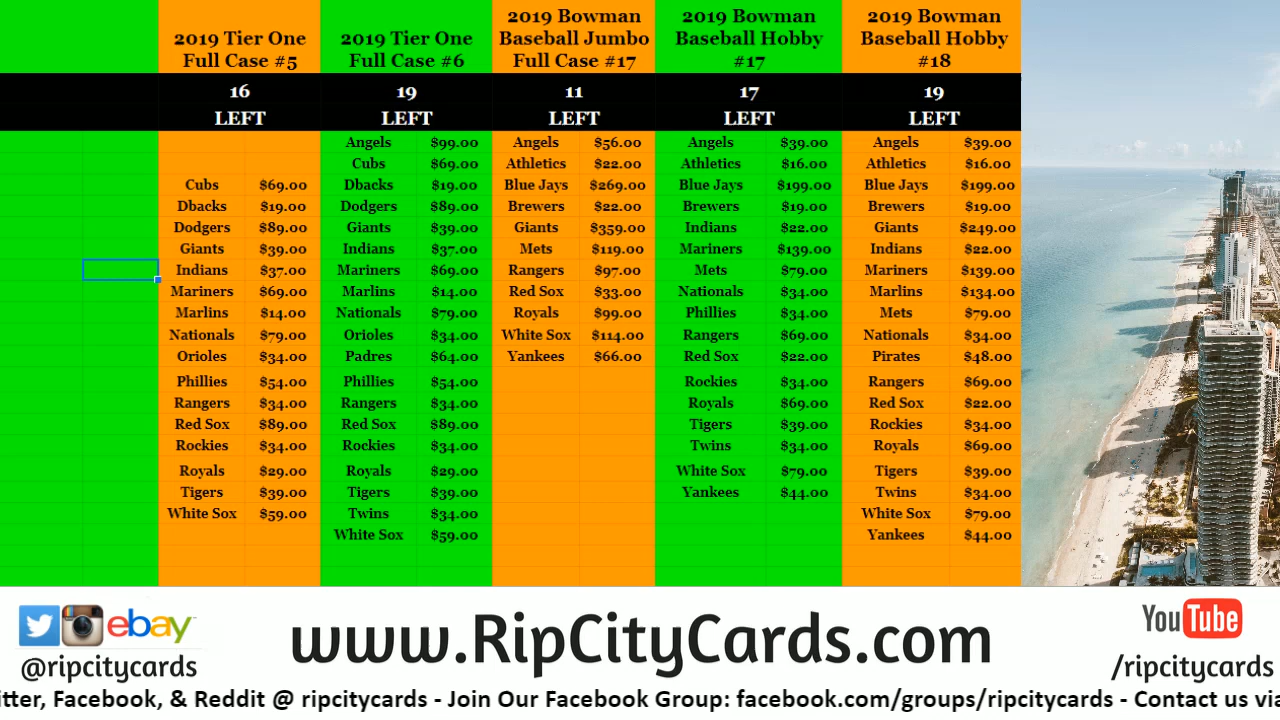 2019 Tier One
Full Case #5
2019 Tier One
Full Case #6
2019 Bowman
Baseball Jumbo
Full Case #17
2019 Bowman
Baseball Hobby
#17
2019 Bowman
Baseball Hobby
#18
16 19 11 17 19
LEFT LEFT LEFT LEFT LEFT
Angels $99.00 Angels $56.00 Angels $39.00 Angels $39.00
Cubs $69.00 Athletics $22.00 Athletics $16.00 Athletics $16.00
Cubs $69.00 Dbacks $19.00 Blue Jays $269.00 Blue Jays $199.00 Blue Jays $199.00
Dbacks $19.00 Dodgers $89.00 Brewers $22.00 Brewers $19.00 Brewers $19.00
Dodgers $89.00 Giants $39.00 Giants $359.00 Indians $22.00 Giants $249.00
Giants $39.00 Indians $37.00 Mets $119.00 Mariners $139.00 Indians $22.00
Indians $37.00 Mariners $69.00 Rangers $97.00 Mets $79.00 Mariners $139.00
Mariners $69.00 Marlins $14.00 Red Sox $33.00 Nationals $34.00 Marlins $134.00
Marlins $14.00 Nationals $79.00 Royals $99.00 Phillies $34.00 Mets $79.00
Nationals $79.00 Orioles $34.00 White Sox $114.00 Rangers $69.00 Nationals $34.00
Orioles $34.00 Padres $64.00 Yankees $66.00 Red Sox $22.00 Pirates $48.00
Phillies $54.00 Phillies $54.00 Rockies $34.00 Rangers $69.00
Rangers $34.00 Rangers $34.00 Royals $69.00 Red Sox $22.00
Red Sox $89.00 Red Sox $89.00 Tigers $39.00 Rockies $34.00
Rockies $34.00 Rockies $34.00 Twins $34.00 Royals $69.00
Royals $29.00 Royals $29.00 White Sox $79.00 Tigers $39.00
Tigers $39.00 Tigers $39.00 Yankees $44.00 Twins $34.00
White Sox $59.00 Twins $34.00 White Sox $79.00
White Sox $59.00 Yankees $44.00
ebay
@ripcitycards
www.RipCityCards.com
YouTube
/ripcitycards
itter, Facebook, & Reddit @ ripcitycards - Join Our Facebook Group: facebook.com/groups/ripcitycards - Contact us via